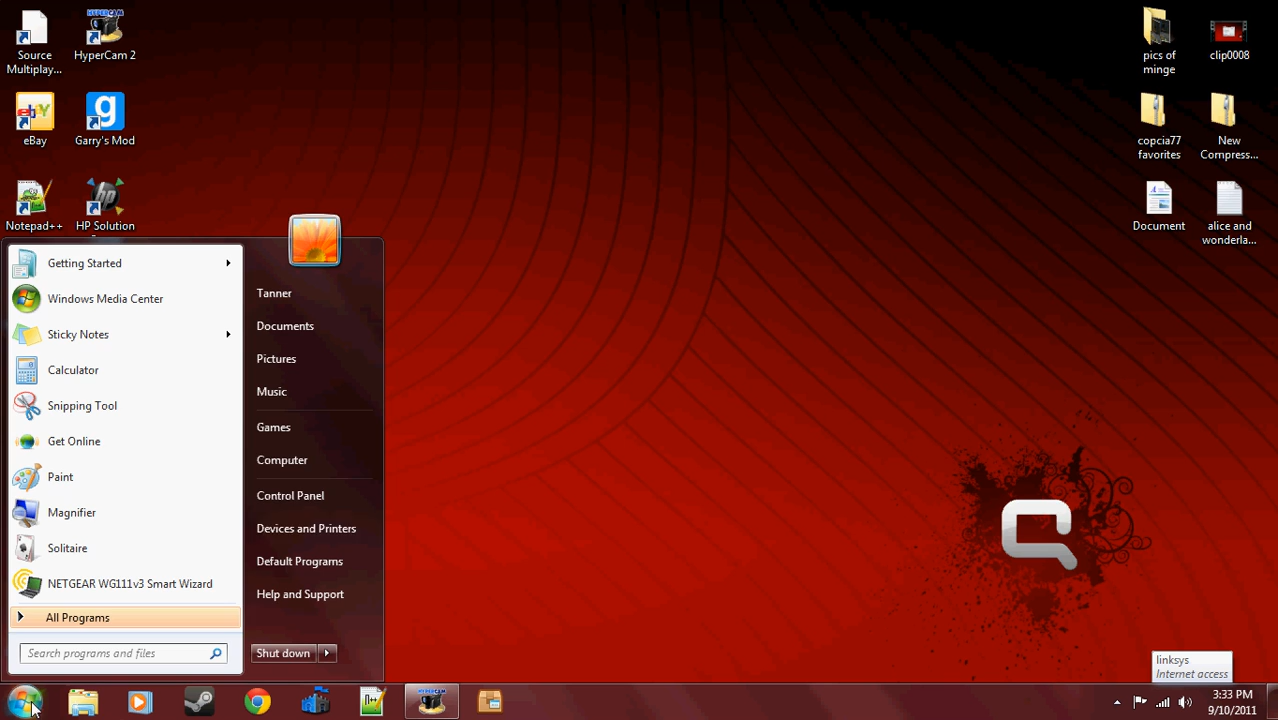 Source
Multiplay...
HyperCam 2
eBay
Garry's Mod
Notepad++
HP Solution
pics of
minge
clip0008
copcia77
favorites
New
Compress...
Document
alice and
wonderla...
Getting Started
Windows Media Center
Sticky Notes
Calculator
Snipping Tool
Get Online
Paint
Magnifier
Solitaire
NETGEAR WG111v3 Smart Wizard
All Programs
Search programs and files
Tanner
Documents
Pictures
Music
Games
Computer
Control Panel
Devices and Printers
Default Programs
Help and Support
Shut down
linksys
Internet access
3:33 PM
9/10/2011